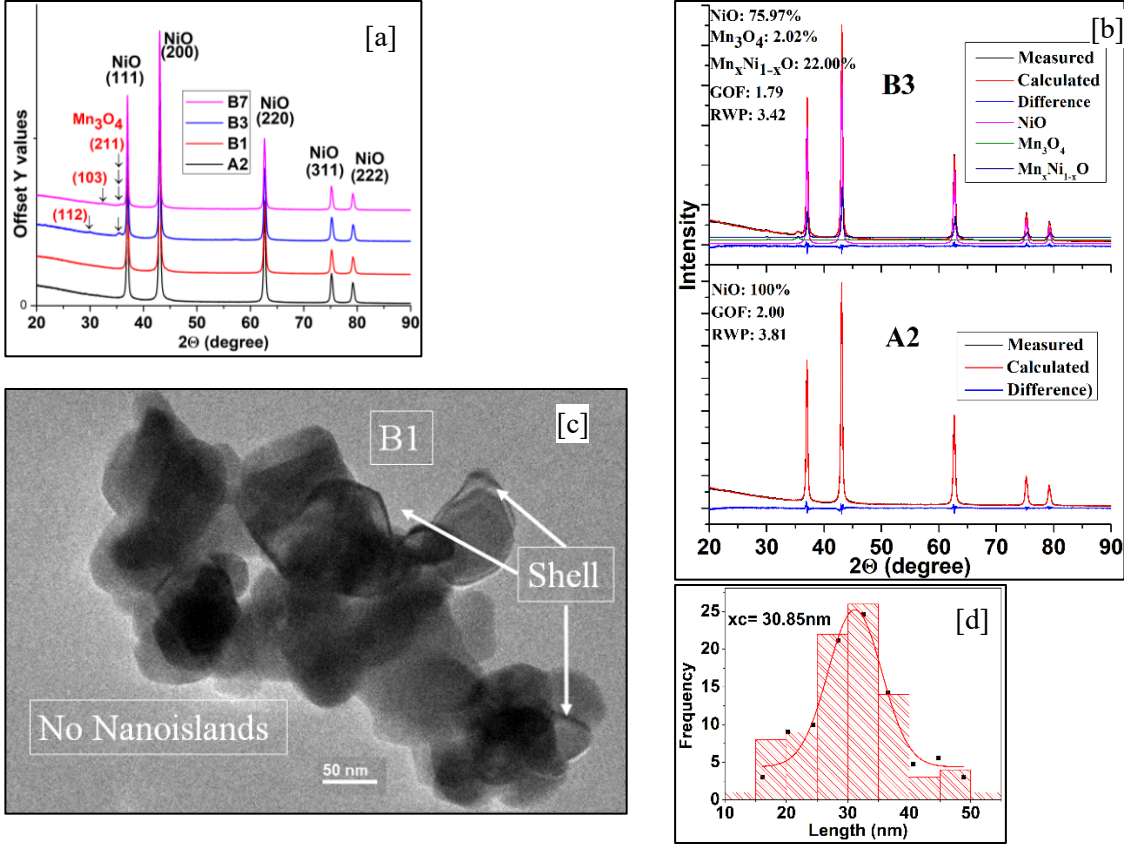 [a]
NiO
(111)
NiO
(200)
B7
B3
B1
A2
NiO
(220)
NiO
(311)
NiO
(222)
Mn3O4
(211)
(103)
(112)
Offset Y values
0
20 30 40 50 60 70 80 90
2Θ (degree)
[b]
NiO: 75.97%
Mn3O4: 2.02%
MnxNi1-xO: 22.00%
GOF: 1.79
RWP: 3.42
B3
Measured
Calculated
Difference
NiO
Mn3O4
MnxNi1-xO
Intensity
NiO: 100%
GOF: 2.00
RWP: 3.81
A2
Measured
Calculated
Difference)
20 30 40 50 60 70 80 90
2Θ (degree)
[c]
B1
Shell
No Nanoislands
50 nm
[d]
xc= 30.85nm
Frequency
25
20
15
10
5
0
10 20 30 40 50
Length (nm)